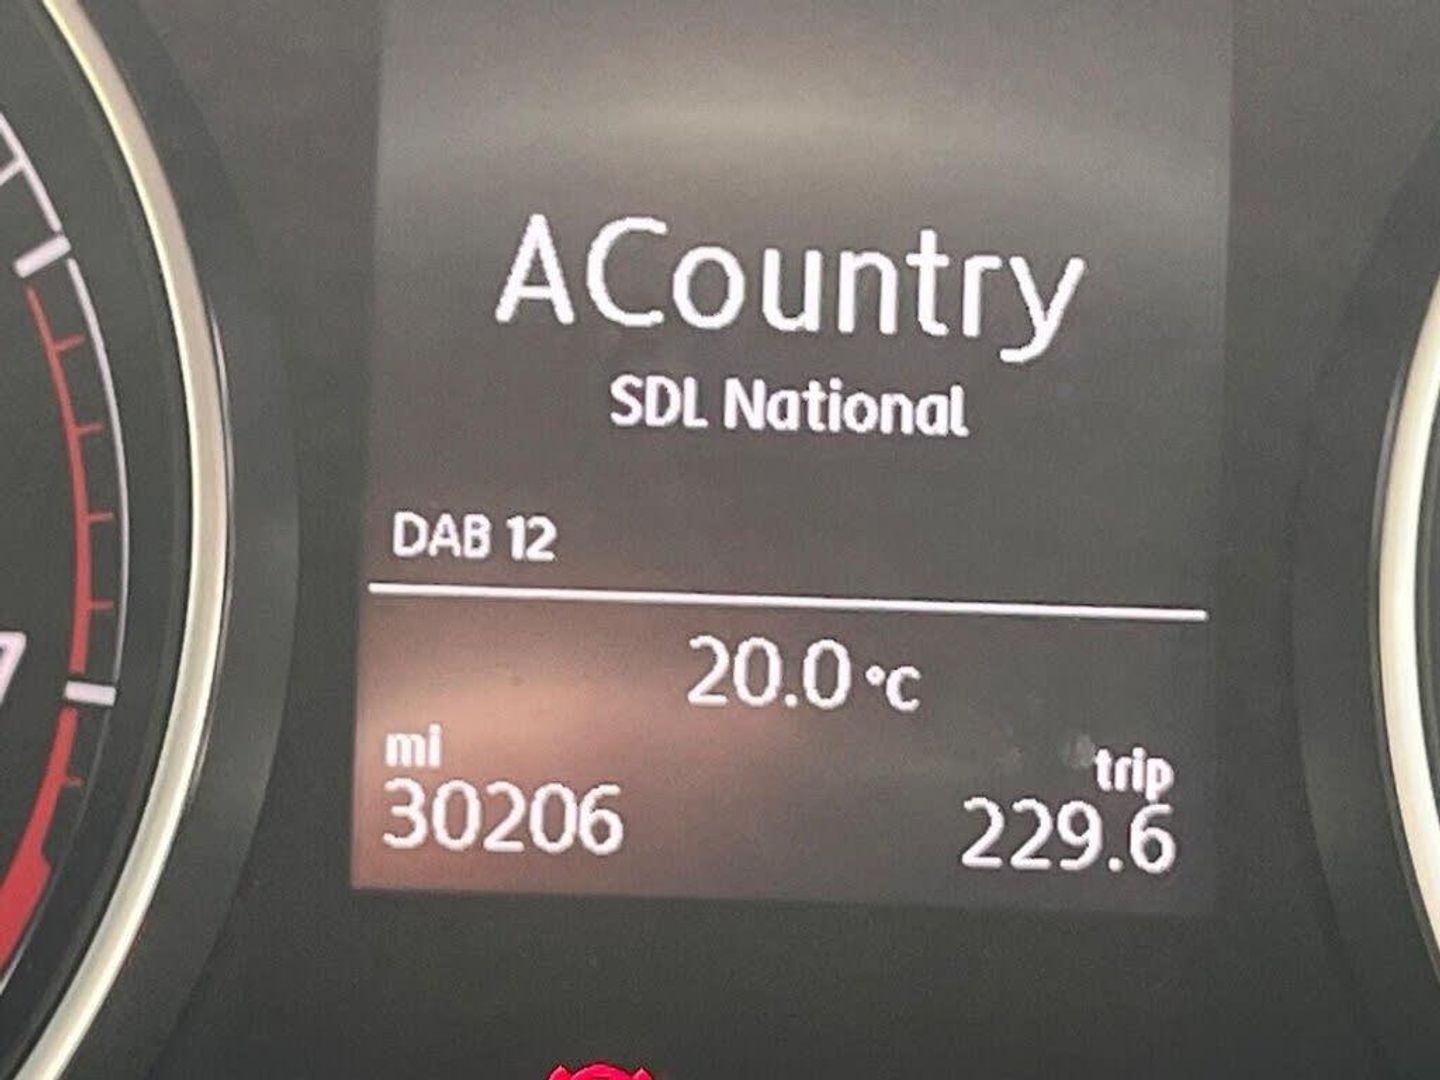 ACountry
SDL National
DAB 12
20.0 °C
mi
trip
30206
229.6